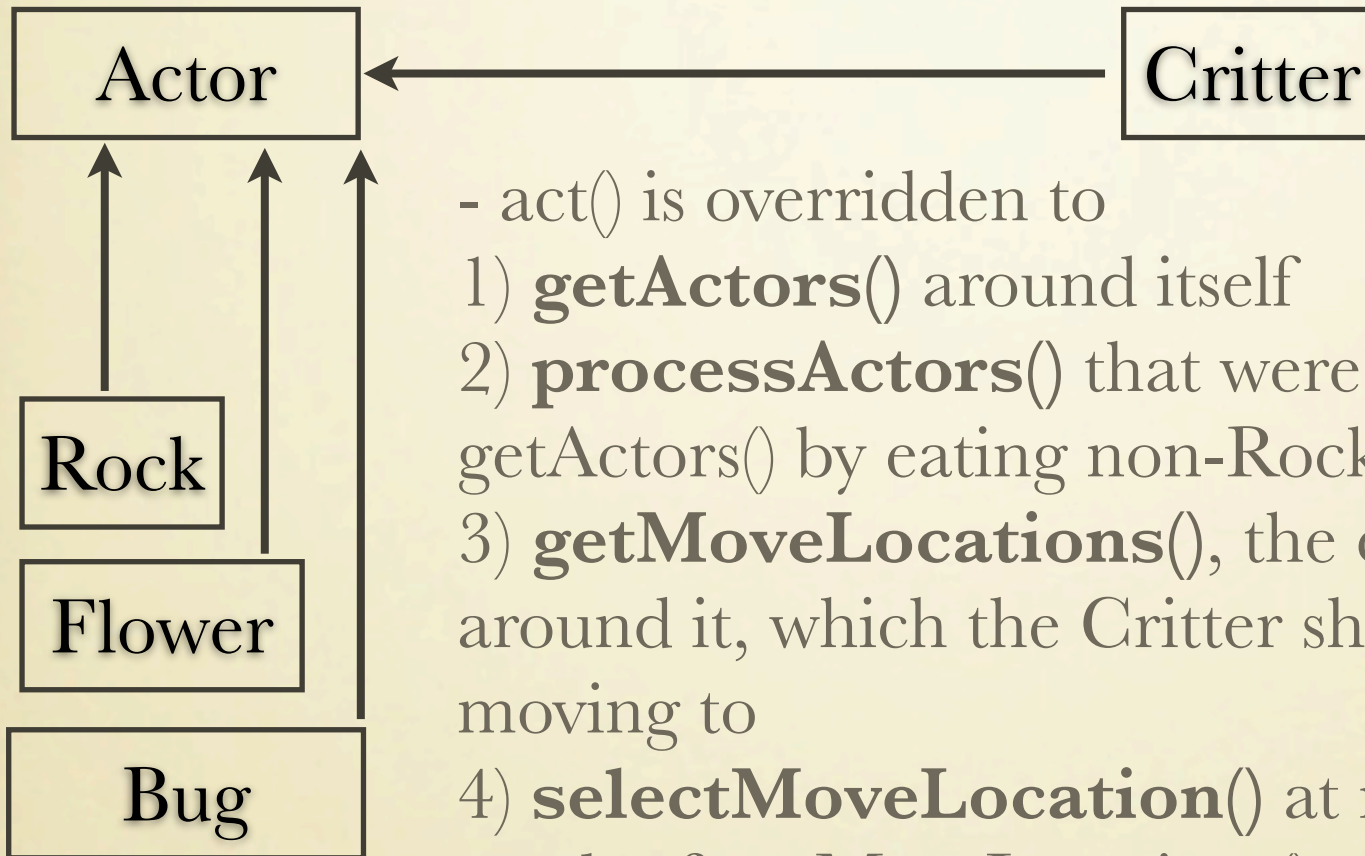 Actor
Critter
- act() is overridden to
1) getActors() around itself
2) processActors() that were
getActors() by eating non-Rock
3) getMoveLocations(), the
around it, which the Critter sh
moving to
4) selectMoveLocation() at
Rock
Flower
Bug